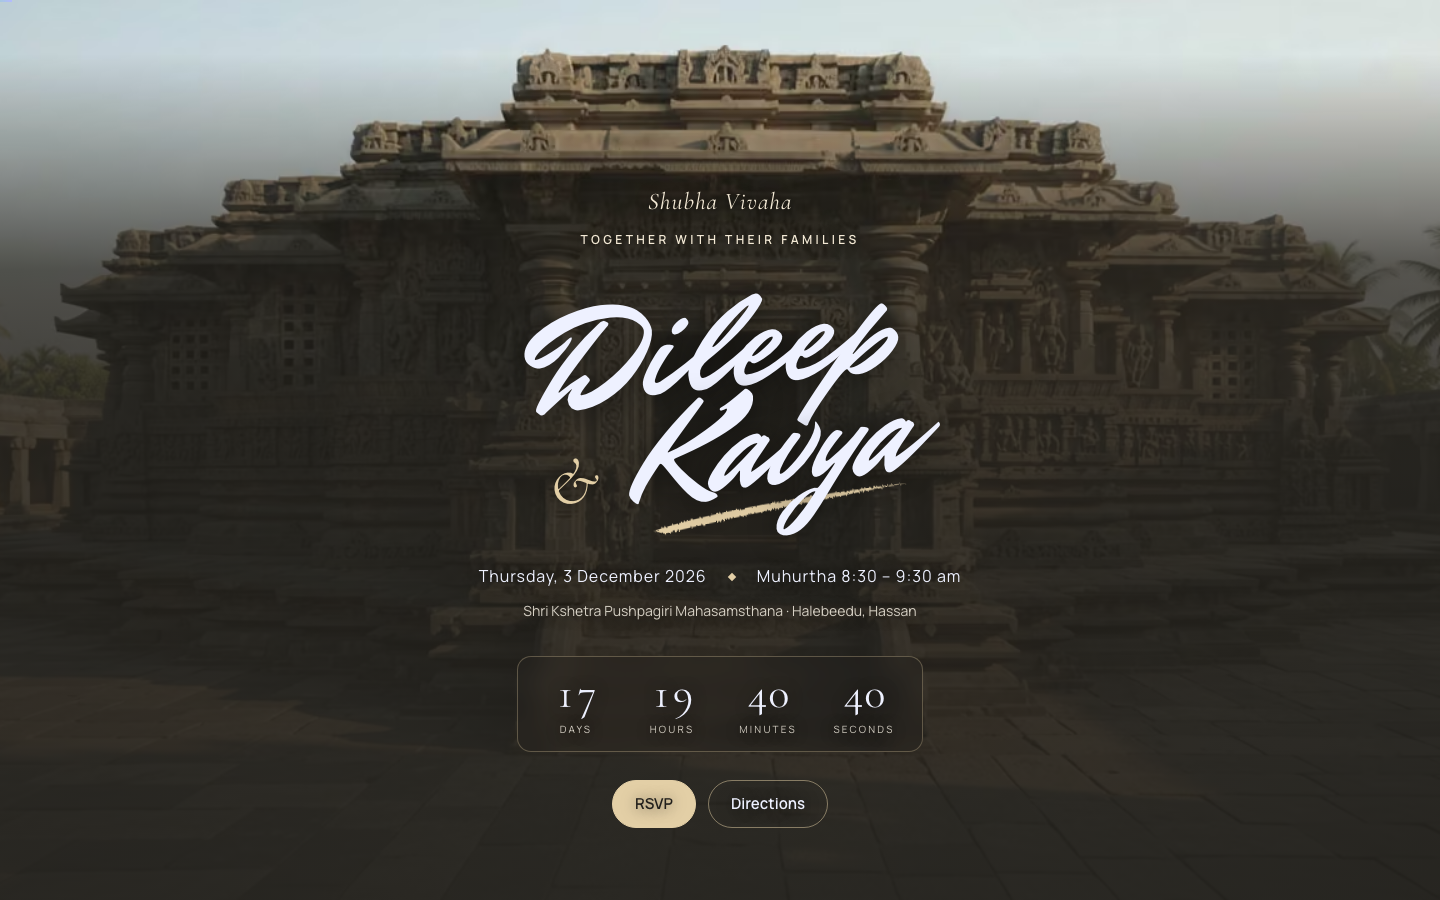 Shubha Vivaha
TOGETHER WITH THEIR FAMILIES
Dileep
& Kavya
Thursday, 3 December 2026 ◆ Muhurtha 8:30 – 9:30 am
Shri Kshetra Pushpagiri Mahasamsthana · Halebeedu, Hassan
17 19 40 40
DAYS HOURS MINUTES SECONDS
RSVP Directions